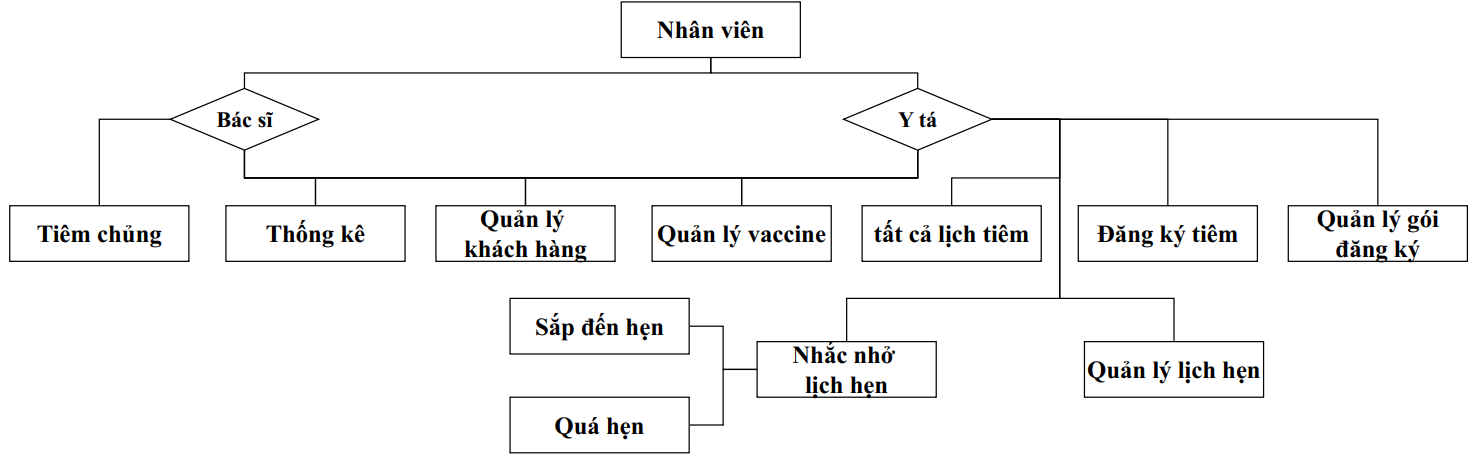 Nhân viên
Bác sĩ
Y tá
Tiêm chủng
Thống kê
Quản lý
khách hàng
Quản lý vaccine
tất cả lịch tiêm
Đăng ký tiêm
Quản lý gói
đăng ký
Sắp đến hẹn
Nhắc nhở
lịch hẹn
Quản lý lịch hẹn
Quá hẹn